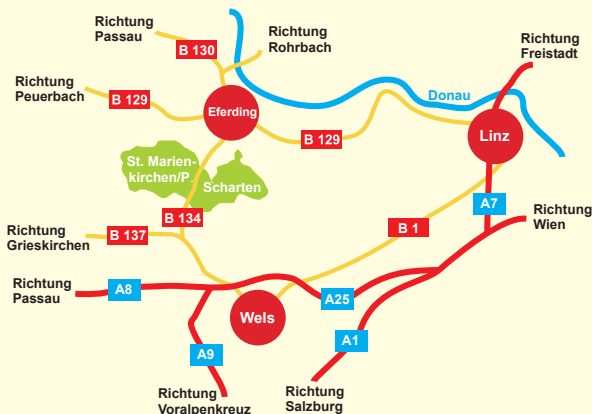 Richtung
Passau
B 130
Richtung
Rohrbach
Richtung
Freistadt
Richtung
Peuerbach
B 129
Eferding
Donau
B 129
Linz
St. Marien-
kirchen/P.
Scharten
A7
B 134
Richtung
Grieskirchen
B 137
B 1
Richtung
Wien
Richtung
Passau
A8
A25
Wels
A1
A9
Richtung
Voralpenkreuz
Richtung
Salzburg